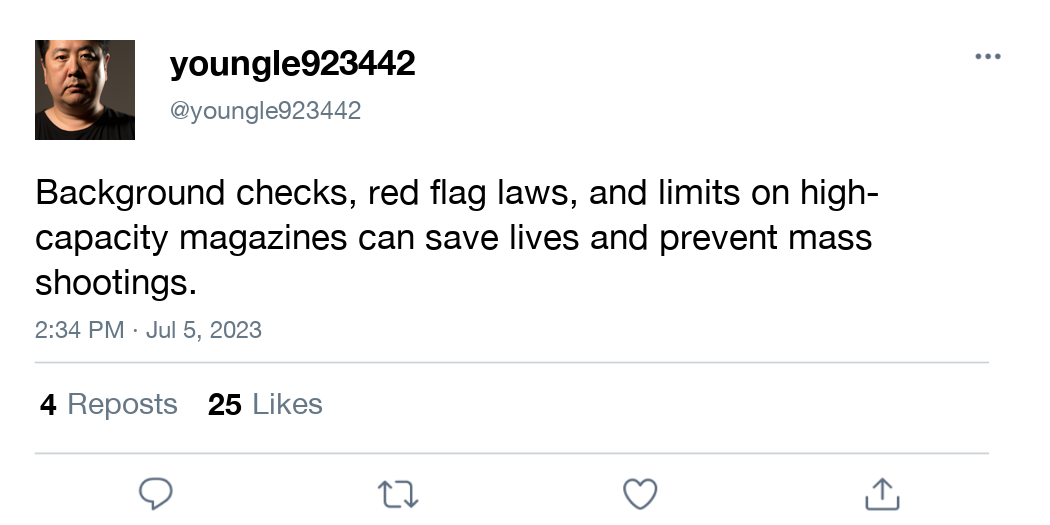 youngle923442
@youngle923442
Background checks, red flag laws, and limits on high-
capacity magazines can save lives and prevent mass
shootings.
2:34 PM · Jul 5, 2023
4 Reposts 25 Likes